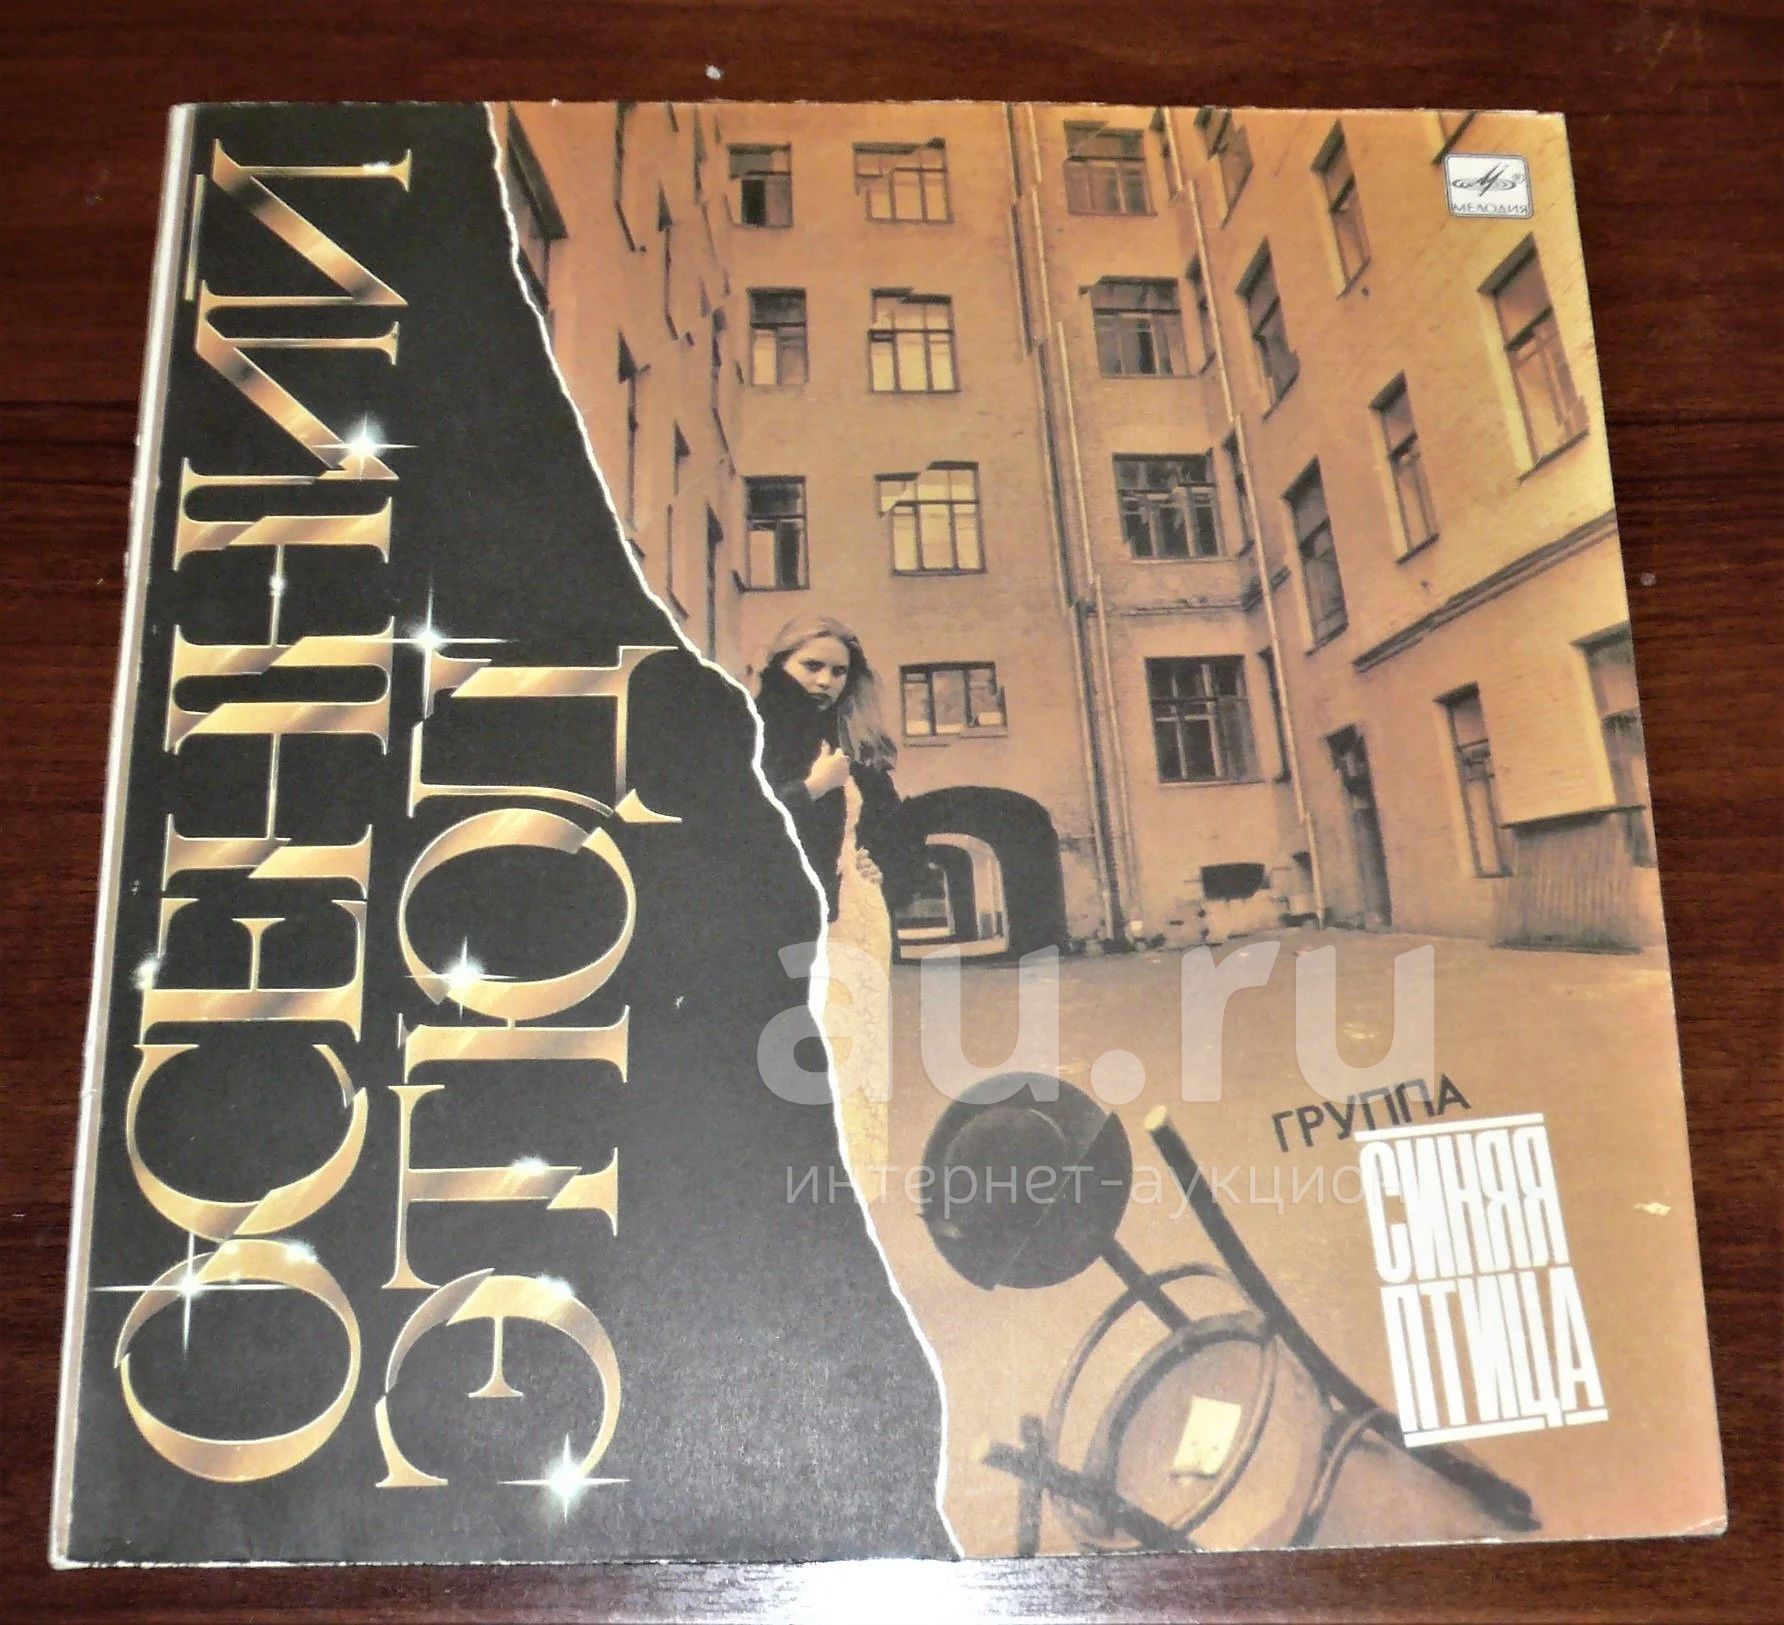 ОСЕННИЙ
ЭТЮД
МЕЛОДИЯ
au.ru
интернет-аукцион
ГРУППА
СИНЯЯ
ПТИЦА